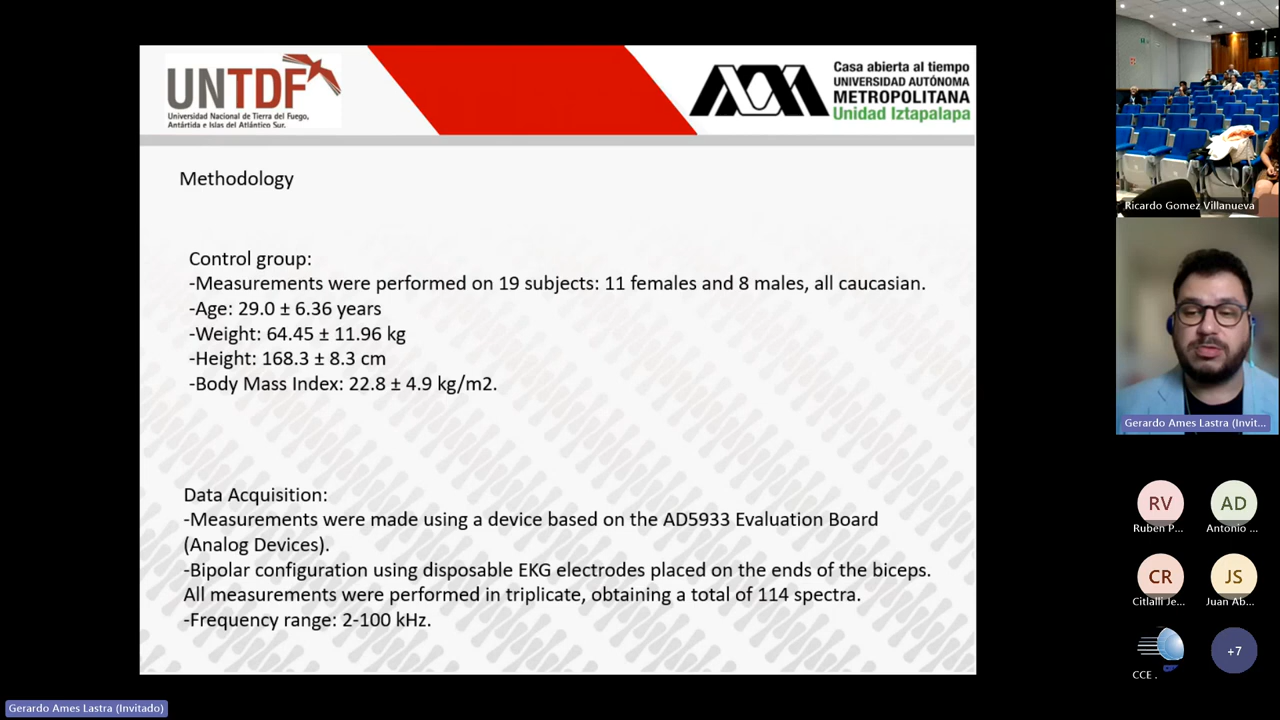 UNTDF
Universidad Nacional de Tierra del Fuego,
Antártida e Islas del Atlántico Sur.
Casa abierta al tiempo
UNIVERSIDAD AUTÓNOMA
METROPOLITANA
Unidad Iztapalapa
Methodology
Control group:
-Measurements were performed on 19 subjects: 11 females and 8 males, all caucasian.
-Age: 29.0 ± 6.36 years
-Weight: 64.45 ± 11.96 kg
-Height: 168.3 ± 8.3 cm
-Body Mass Index: 22.8 ± 4.9 kg/m2.
Data Acquisition:
-Measurements were made using a device based on the AD5933 Evaluation Board
(Analog Devices).
-Bipolar configuration using disposable EKG electrodes placed on the ends of the biceps.
All measurements were performed in triplicate, obtaining a total of 114 spectra.
-Frequency range: 2-100 kHz.
Ricardo Gomez Villanueva
Gerardo Ames Lastra (Invit...
RV
AD
Ruben P...
Antonio ...
CR
JS
Citlalli Je...
Juan Ab...
CCE .
+7
Gerardo Ames Lastra (Invitado)